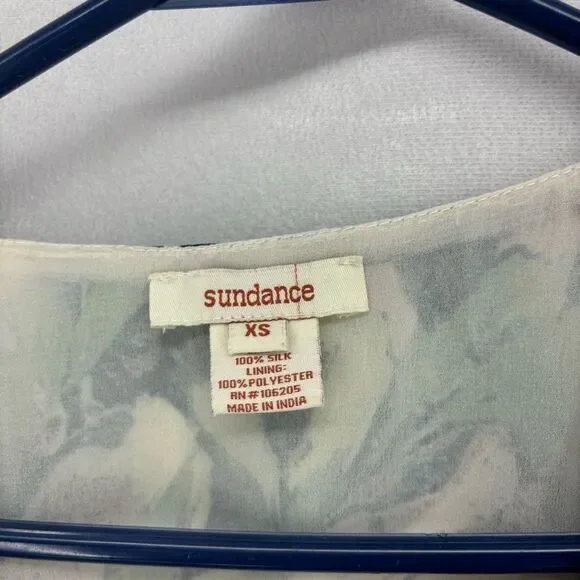 sundance
XS
100% SILK
LINING:
100% POLYESTER
RN#106205
MADE IN INDIA